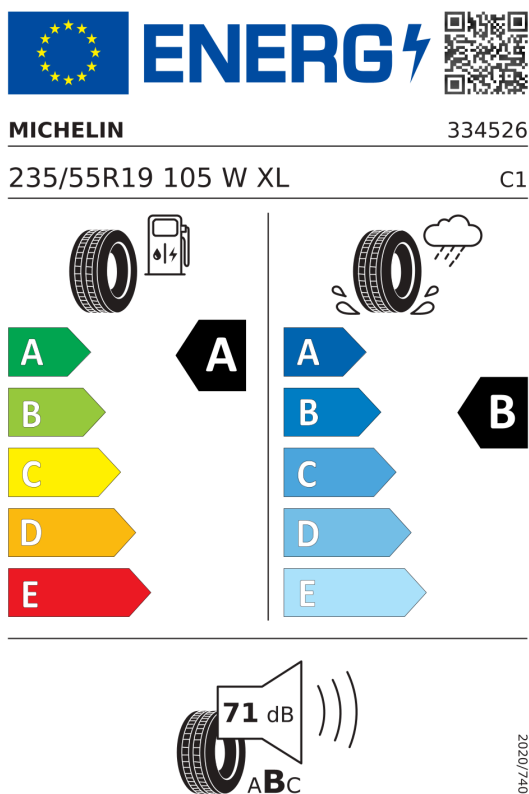 ENERG
MICHELIN 334526
235/55R19 105 W XL C1
A A
B
C
D
E
A
B B
C
D
E
71 dB
ABC
2020/740